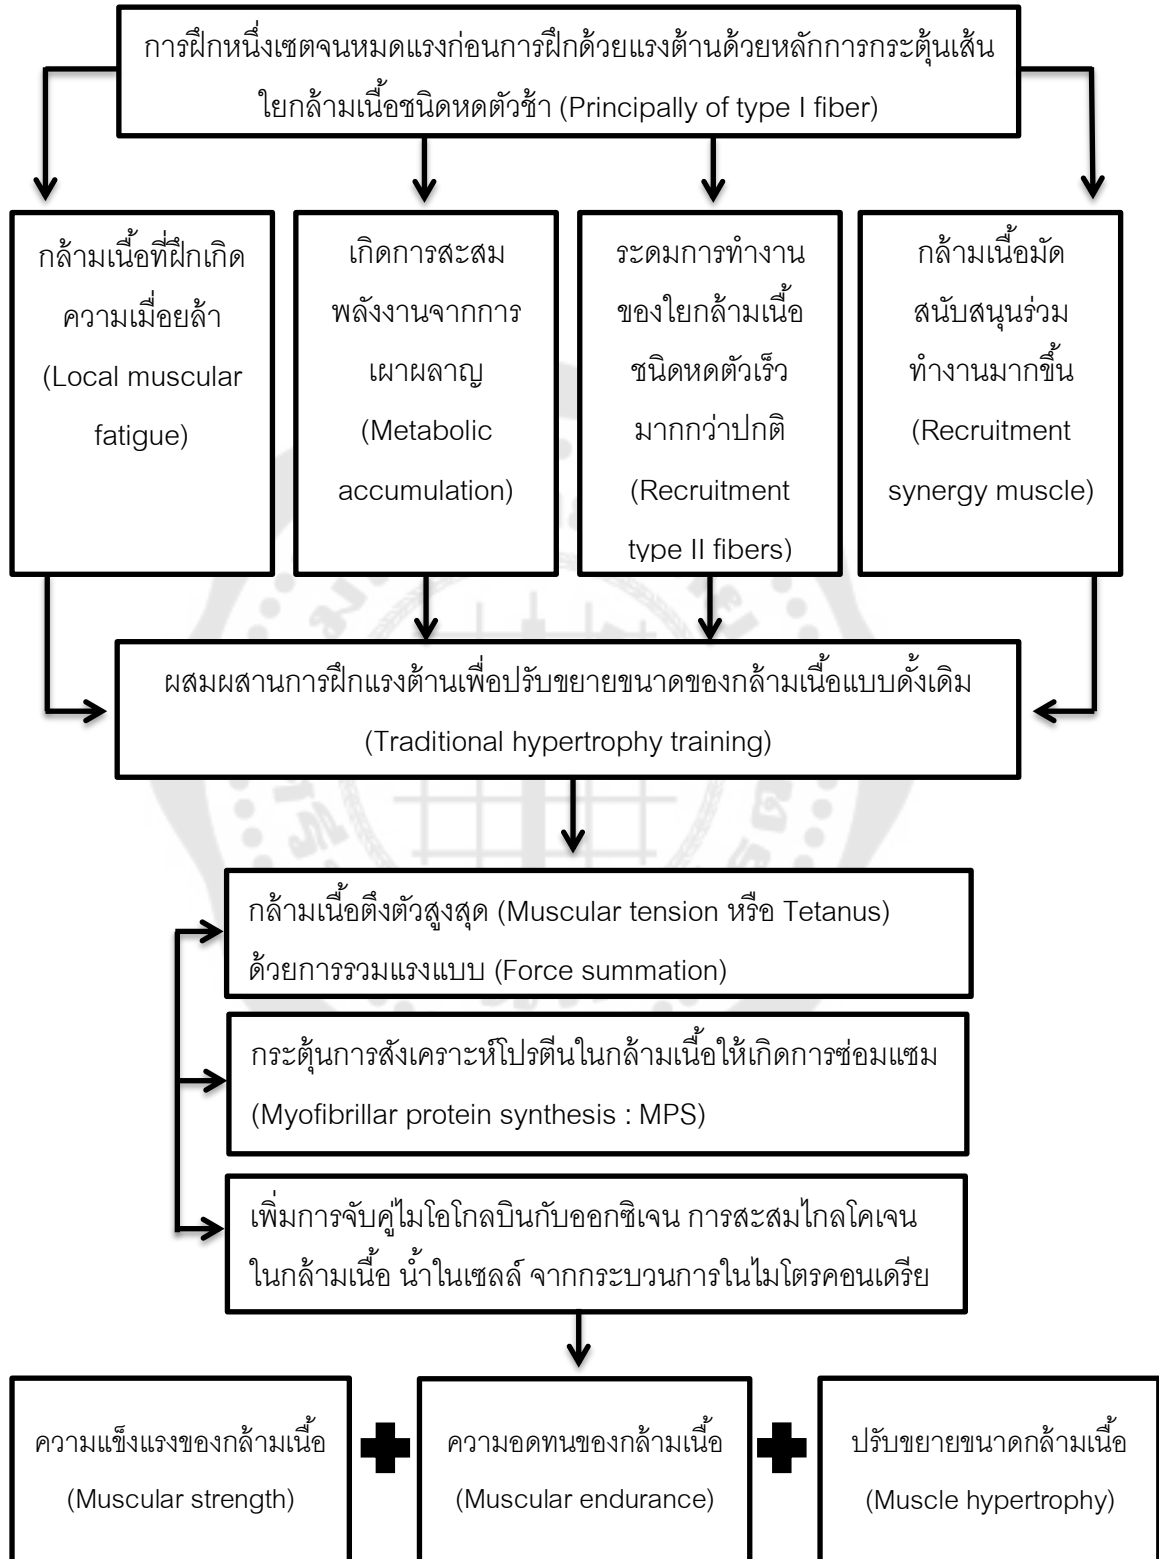 การฝึกหนึ่งเซตจนหมดแรงก่อนการฝึกด้วยแรงต้านด้วยหลักการกระตุ้นเส้น
ใยกล้ามเนื้อชนิดหดตัวช้า (Principally of type I fiber)
กล้ามเนื้อที่ฝึกเกิด
ความเมื่อยล้า
(Local muscular
fatigue)
เกิดการสะสม
พลังงานจากการ
เผาผลาญ
(Metabolic
accumulation)
ระดมการทำงาน
ของใยกล้ามเนื้อ
ชนิดหดตัวเร็ว
มากกว่าปกติ
(Recruitment
type II fibers)
กล้ามเนื้อมัด
สนับสนุนร่วม
ทำงานมากขึ้น
(Recruitment
synergy muscle)
ผสมผสานการฝึกแรงต้านเพื่อปรับขยายขนาดของกล้ามเนื้อแบบดั้งเดิม
(Traditional hypertrophy training)
กล้ามเนื้อตึงตัวสูงสุด (Muscular tension หรือ Tetanus)
ด้วยการรวมแรงแบบ (Force summation)
กระตุ้นการสังเคราะห์โปรตีนในกล้ามเนื้อให้เกิดการซ่อมแซม
(Myofibrillar protein synthesis : MPS)
เพิ่มการจับคู่ไมโอโกลบินกับออกซิเจน การสะสมไกลโคเจน
ในกล้ามเนื้อ น้ำในเซลล์ จากกระบวนการในไมโตรคอนเดรีย
ความแข็งแรงของกล้ามเนื้อ
(Muscular strength)
ความอดทนของกล้ามเนื้อ
(Muscular endurance)
ปรับขยายขนาดกล้ามเนื้อ
(Muscle hypertrophy)